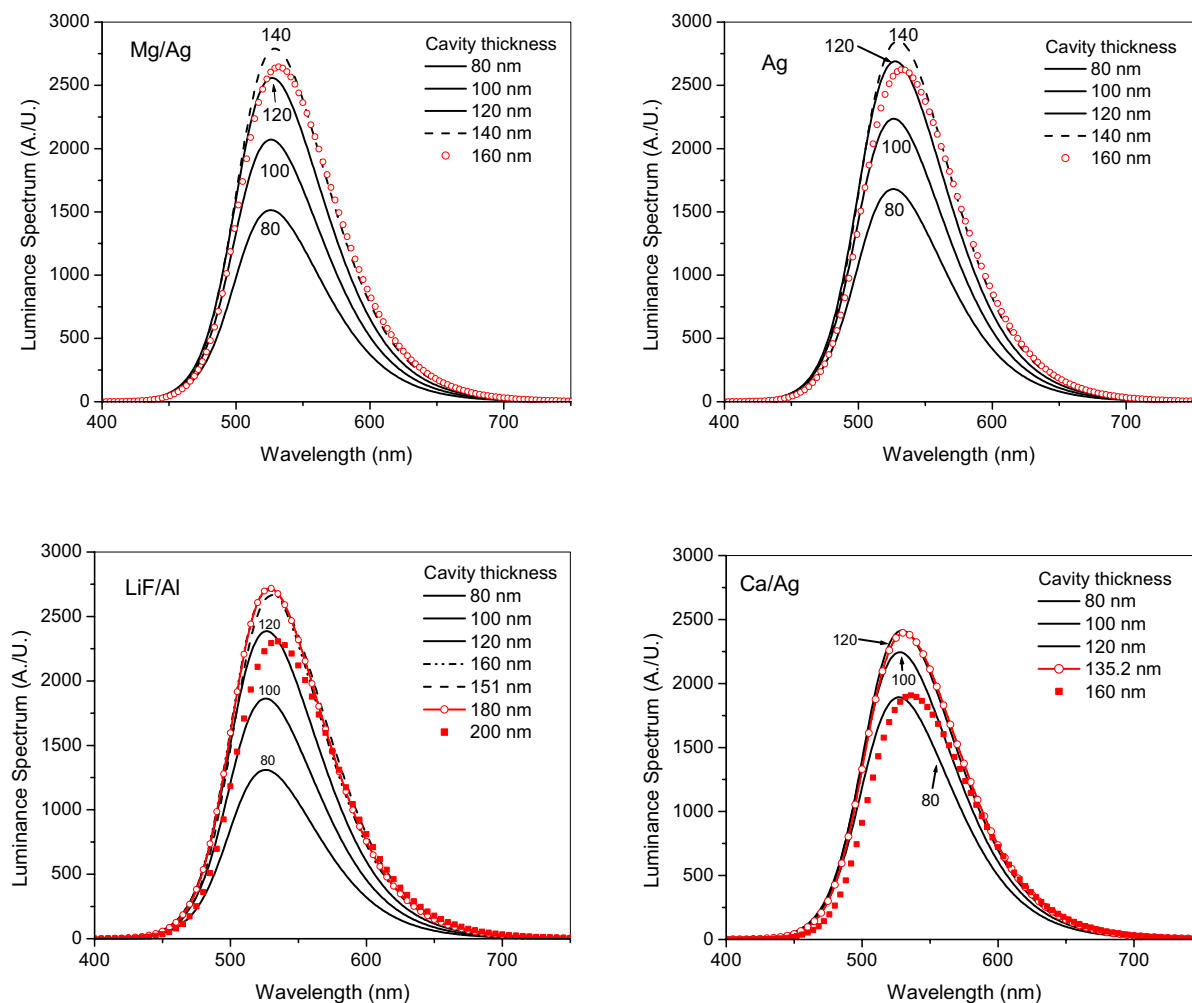 Mg/Ag
Cavity thickness
80 nm
100 nm
120 nm
140 nm
160 nm
140
120
100
80
3000
2500
2000
1500
1000
500
0
400
500
600
700
Luminance Spectrum (A./U.)
Wavelength (nm)
Ag
Cavity thickness
80 nm
100 nm
120 nm
140 nm
160 nm
120
140
100
80
3000
2500
2000
1500
1000
500
0
400
500
600
700
Luminance Spectrum (A./U.)
Wavelength (nm)
LiF/Al
Cavity thickness
80 nm
100 nm
120 nm
160 nm
151 nm
180 nm
200 nm
120
100
80
3000
2500
2000
1500
1000
500
0
400
500
600
700
Luminance Spectrum (A./U.)
Wavelength (nm)
Ca/Ag
Cavity thickness
80 nm
100 nm
120 nm
135.2 nm
160 nm
120
100
80
3000
2500
2000
1500
1000
500
0
400
500
600
700
Luminance Spectrum (A./U.)
Wavelength (nm)